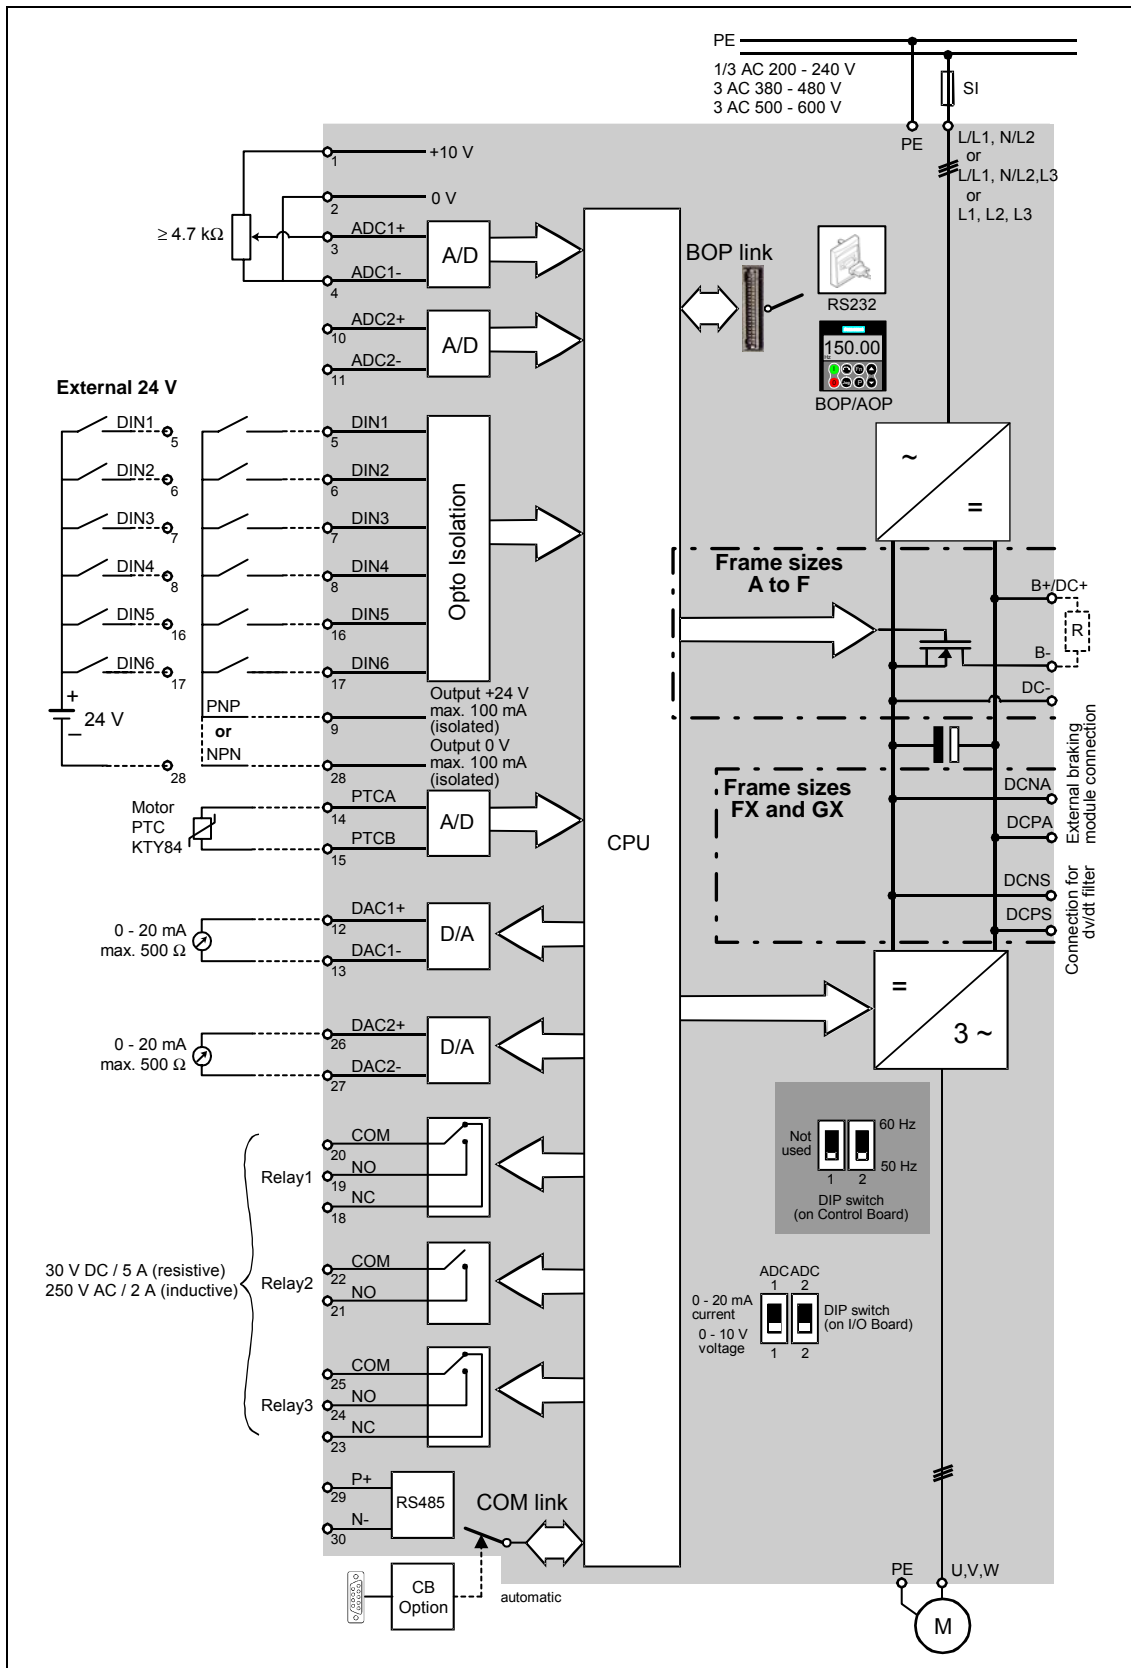 PE
1/3 AC 200 - 240 V
3 AC 380 - 480 V
3 AC 500 - 600 V
SI
PE
L/L1, N/L2
or
L/L1, N/L2,L3
or
L1, L2, L3
1
+10 V
2
0 V
≥ 4.7 kΩ
ADC1+
3
ADC1-
4
A/D
ADC2+
10
ADC2-
11
A/D
BOP link
RS232
150.00
Hz
BOP/AOP
External 24 V
DIN1
5
DIN2
6
DIN3
7
DIN4
8
DIN5
16
DIN6
17
+
24 V
–
28
PNP
or
NPN
DIN1
5
DIN2
6
DIN3
7
DIN4
8
DIN5
16
DIN6
17
Opto Isolation
Output +24 V
max. 100 mA
(isolated)
9
Output 0 V
max. 100 mA
(isolated)
28
Motor
PTC
KTY84
PTCA
14
PTCB
15
A/D
CPU
~
=
Frame sizes
A to F
B+/DC+
R
B-
DC-
Frame sizes
FX and GX
DCNA
DCPA
External braking
module connection
DCNS
DCPS
Connection for
dv/dt filter
0 - 20 mA
max. 500 Ω
DAC1+
12
DAC1-
13
D/A
=
3 ~
0 - 20 mA
max. 500 Ω
DAC2+
26
DAC2-
27
D/A
Not
used
60 Hz
50 Hz
1
2
DIP switch
(on Control Board)
30 V DC / 5 A (resistive)
250 V AC / 2 A (inductive)
Relay1
COM
20
NO
19
NC
18
Relay2
COM
22
NO
21
Relay3
COM
25
NO
24
NC
23
ADC ADC
1 2
0 - 20 mA
current
0 - 10 V
voltage
1 2
DIP switch
(on I/O Board)
P+
29
N-
30
RS485
COM link
CB
Option
automatic
PE
U,V,W
M